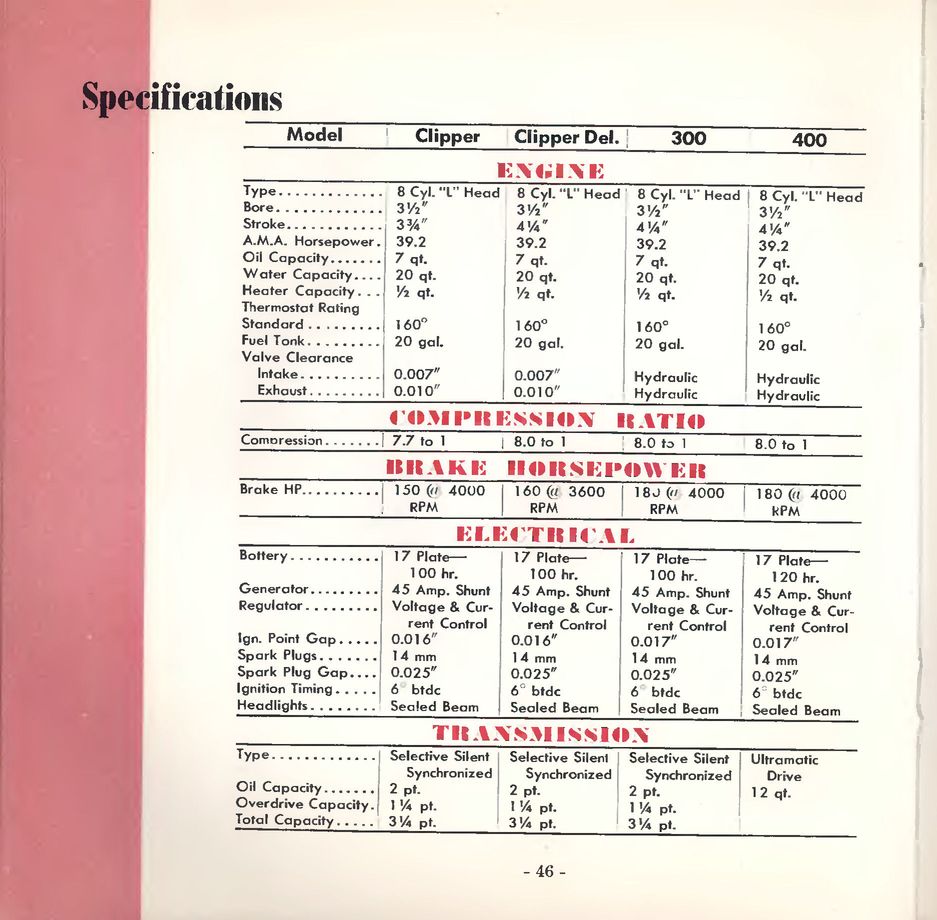 Specifications
Model Clipper Clipper Del. 300 400
ENGINE
Type............. 8 Cyl. "L" Head 8 Cyl. "L" Head 8 Cyl. "L" Head 8 Cyl. "L" Head
Bore............. 3½" 3½" 3½" 3½"
Stroke............ 3¾" 4¼" 4¼" 4¼"
A.M.A. Horsepower. 39.2 39.2 39.2 39.2
Oil Capacity....... 7 qt. 7 qt. 7 qt. 7 qt.
Water Capacity.... 20 qt. 20 qt. 20 qt. 20 qt.
Heater Capacity... ½ qt. ½ qt. ½ qt. ½ qt.
Thermostat Rating
Standard......... 160° 160° 160° 160°
Fuel Tank......... 20 gal. 20 gal. 20 gal. 20 gal.
Valve Clearance
Intake.......... 0.007" 0.007" Hydraulic Hydraulic
Exhaust......... 0.010" 0.010" Hydraulic Hydraulic
COMPRESSION RATIO
Compression....... 7.7 to 1 8.0 to 1 8.0 to 1 8.0 to 1
BRAKE HORSEPOWER
Brake HP.......... 150 @ 4000 160 @ 3600 180 @ 4000 180 @ 4000
RPM RPM RPM RPM
ELECTRICAL
Battery........... 17 Plate— 17 Plate— 17 Plate— 17 Plate—
100 hr. 100 hr. 100 hr. 120 hr.
Generator......... 45 Amp. Shunt 45 Amp. Shunt 45 Amp. Shunt 45 Amp. Shunt
Regulator......... Voltage & Cur- Voltage & Cur- Voltage & Cur- Voltage & Cur-
rent Control rent Control rent Control rent Control
Ign. Point Gap..... 0.016" 0.016" 0.017" 0.017"
Spark Plugs....... 14 mm 14 mm 14 mm 14 mm
Spark Plug Gap.... 0.025" 0.025" 0.025" 0.025"
Ignition Timing..... 6° btdc 6° btdc 6° btdc 6° btdc
Headlights........ Sealed Beam Sealed Beam Sealed Beam Sealed Beam
TRANSMISSION
Type............. Selective Silent Selective Silent Selective Silent Ultramatic
Synchronized Synchronized Synchronized Drive
Oil Capacity....... 2 pt. 2 pt. 2 pt. 12 qt.
Overdrive Capacity. 1¼ pt. 1¼ pt. 1¼ pt.
Total Capacity..... 3¼ pt. 3¼ pt. 3¼ pt.
- 46 -